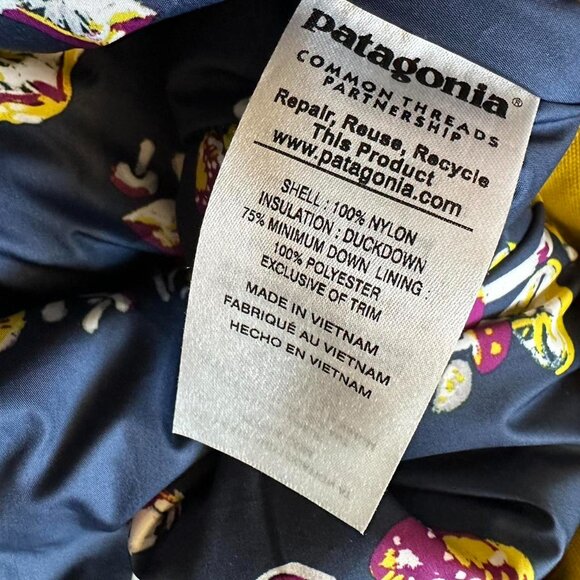 patagonia®
COMMON THREADS
PARTNERSHIP
Repair, Reuse, Recycle
This Product
www.patagonia.com
SHELL : 100% NYLON
INSULATION : DUCKDOWN
75% MINIMUM DOWN LINING :
100% POLYESTER
EXCLUSIVE OF TRIM
MADE IN VIETNAM
FABRIQUÉ AU VIETNAM
HECHO EN VIETNAM